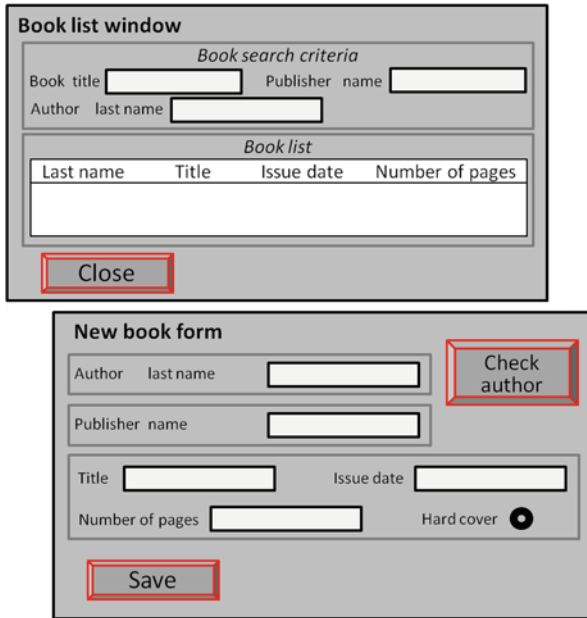 Book list window
Book search criteria
Book title Publisher name
Author last name
Book list
Last name Title Issue date Number of pages
Close
New book form
Author last name
Check
author
Publisher name
Title Issue date
Number of pages Hard cover
Save